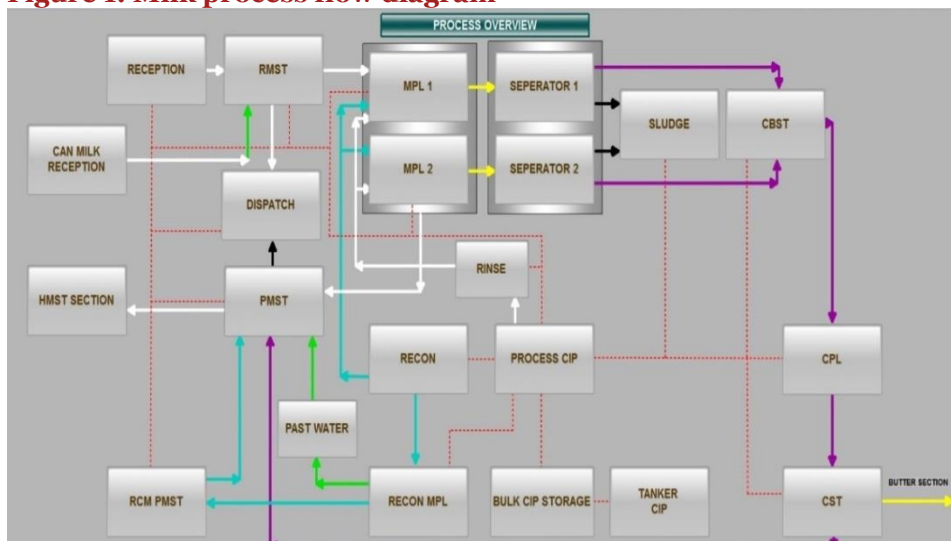 Figure 1. Milk process flow diagram
PROCESS OVERVIEW
RECEPTION
RMST
MPL 1
SEPERATOR 1
SLUDGE
CBST
CAN MILK
RECEPTION
MPL 2
SEPERATOR 2
DISPATCH
RINSE
HMST SECTION
PMST
RECON
PROCESS CIP
CPL
PAST WATER
RCM PMST
RECON MPL
BULK CIP STORAGE
TANKER
CIP
CST
BUTTER SECTION